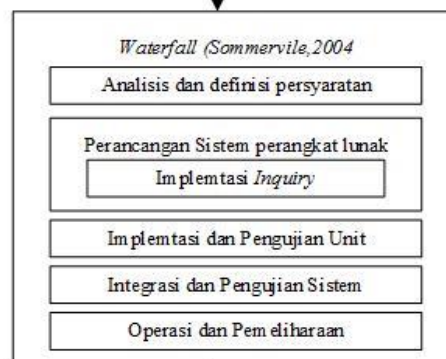 Waterfall (Sommervile,2004
Analisis dan definisi persyaratan
Perancangan Sistem perangkat lunak
Implemtasi Inquiry
Implemtasi dan Pengujian Unit
Integrasi dan Pengujian Sistem
Operasi dan Pemeliharaan